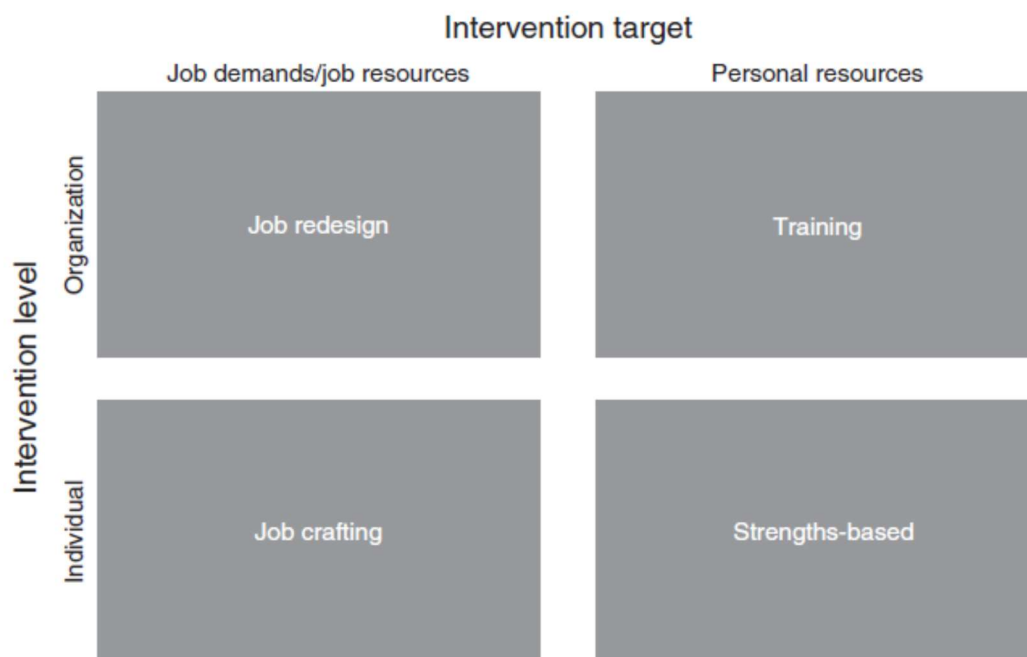 Intervention target
Job demands/job resources
Personal resources
Intervention level
Organization
Job redesign
Training
Individual
Job crafting
Strengths-based